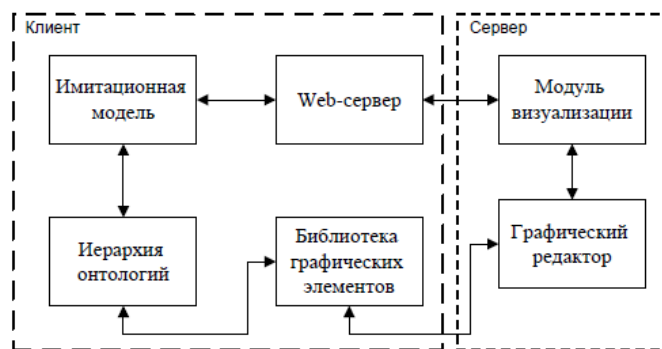 Клиент
Сервер
Имитационная
модель
Web-сервер
Модуль
визуализации
Иерархия
онтологий
Библиотека
графических
элементов
Графический
редактор